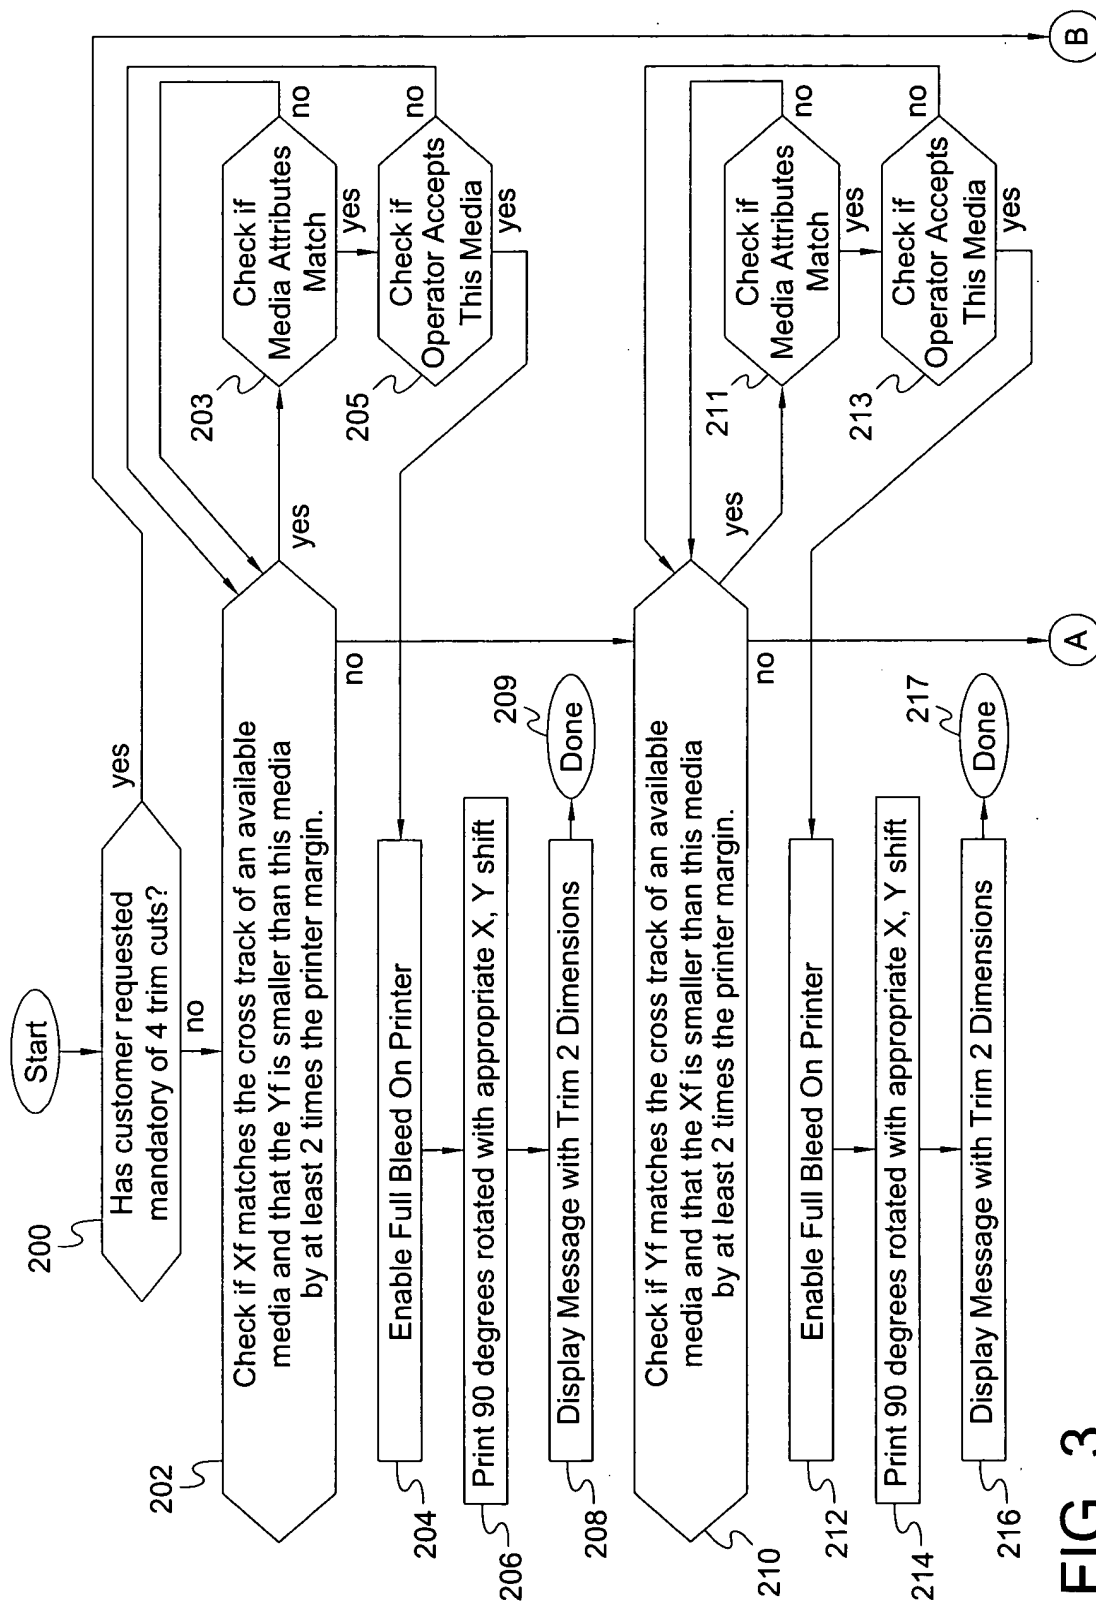 Start
200
Has customer requested
mandatory of 4 trim cuts?
yes
no
202
Check if Xf matches the cross track of an available
media and that the Yf is smaller than this media
by at least 2 times the printer margin.
yes
no
203
Check if
Media Attributes
Match
no
yes
205
Check if
Operator Accepts
This Media
no
yes
204
Enable Full Bleed On Printer
206
Print 90 degrees rotated with appropriate X, Y shift
208
Display Message with Trim 2 Dimensions
209
Done
210
Check if Yf matches the cross track of an available
media and that the Xf is smaller than this media
by at least 2 times the printer margin.
yes
no
211
Check if
Media Attributes
Match
no
yes
213
Check if
Operator Accepts
This Media
no
yes
212
Enable Full Bleed On Printer
214
Print 90 degrees rotated with appropriate X, Y shift
216
Display Message with Trim 2 Dimensions
217
Done
A
B
FIG. 3